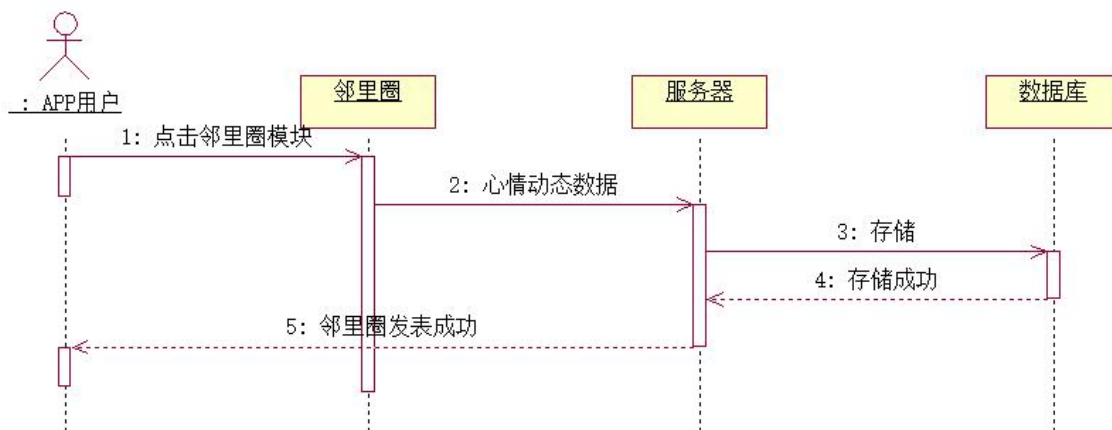 : APP用户
邻里圈
服务器
数据库
1: 点击邻里圈模块
2: 心情动态数据
3: 存储
4: 存储成功
5: 邻里圈发表成功